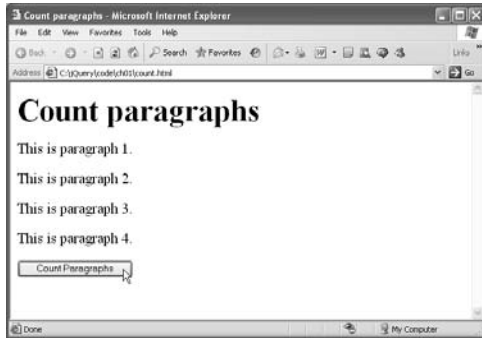 Count paragraphs - Microsoft Internet Explorer
File Edit View Favorites Tools Help
Back Search Favorites Links »
Address C:\jQuery\code\ch01\count.html Go
Count paragraphs
This is paragraph 1.
This is paragraph 2.
This is paragraph 3.
This is paragraph 4.
Count Paragraphs
Done My Computer